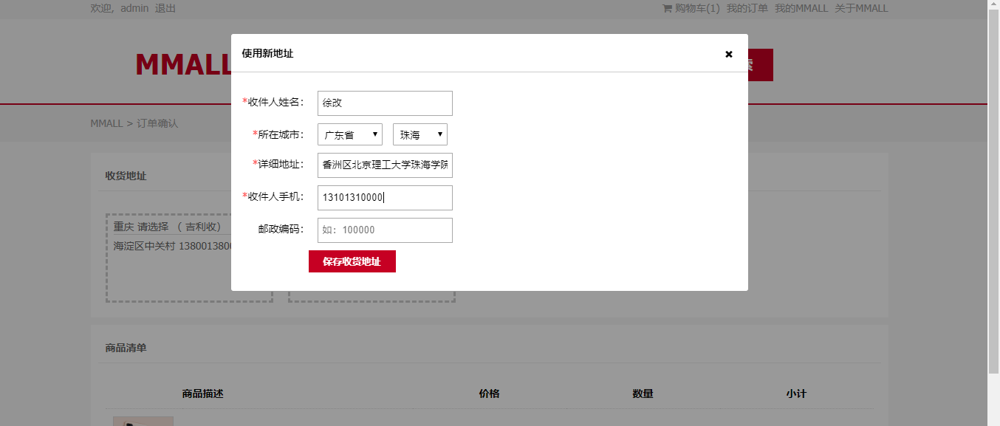 欢迎, admin 退出
购物车(1) 我的订单 我的MMALL 关于MMALL
使用新地址
MMALL
*收件人姓名： 徐改
MMALL > 订单确认
*所在城市： 广东省 珠海
*详细地址： 香洲区北京理工大学珠海学院
收货地址
*收件人手机： 13101310000
重庆 请选择 （ 吉利收）
邮政编码： 如：100000
海淀区中关村
保存收货地址
商品清单
商品描述 价格 数量 小计